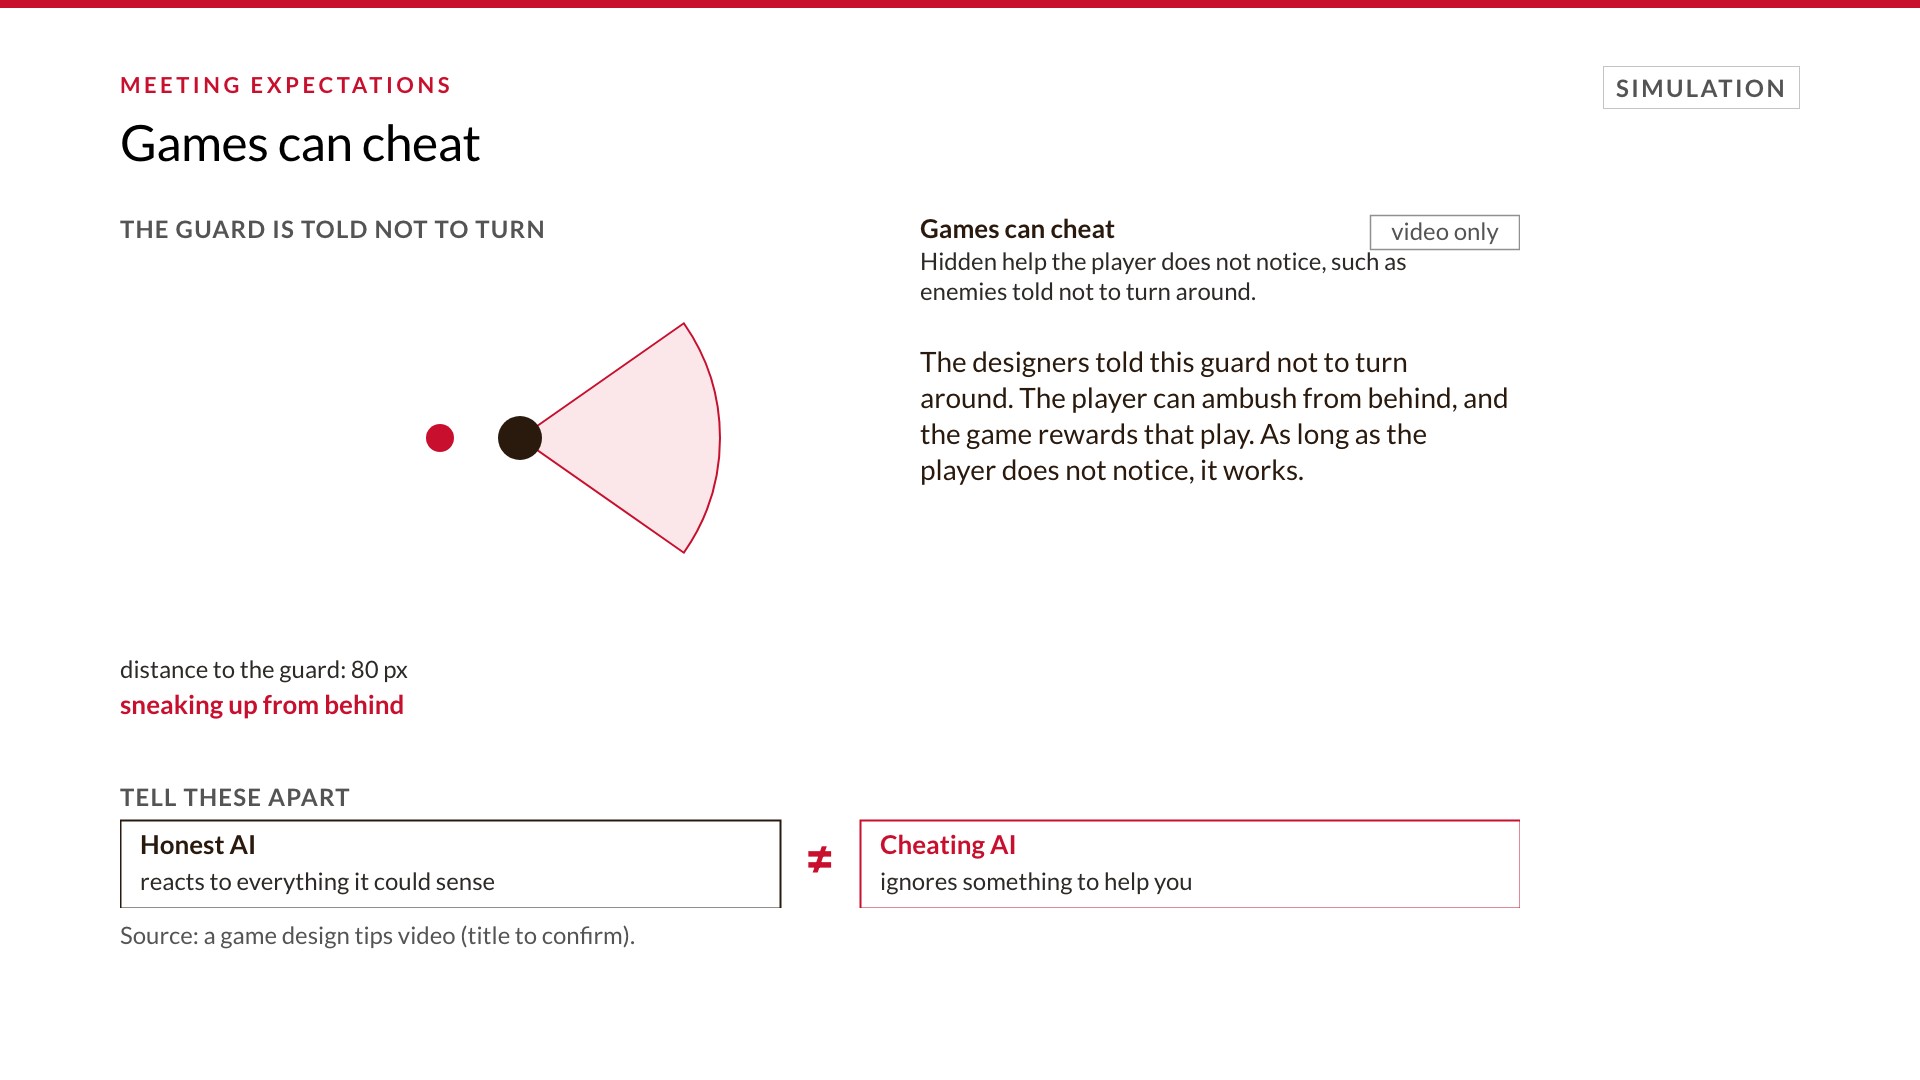 MEETING EXPECTATIONS
SIMULATION
Games can cheat
THE GUARD IS TOLD NOT TO TURN
Games can cheat
video only
Hidden help the player does not notice, such as
enemies told not to turn around.
The designers told this guard not to turn
around. The player can ambush from behind, and
the game rewards that play. As long as the
player does not notice, it works.
distance to the guard: 80 px
sneaking up from behind
TELL THESE APART
Honest AI
reacts to everything it could sense
≠
Cheating AI
ignores something to help you
Source: a game design tips video (title to confirm).